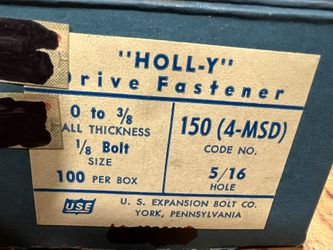 "HOLL-Y"
Drive Fastener
0 to 3/8
ALL THICKNESS
1/8 Bolt
SIZE
100 PER BOX
150 (4-MSD)
CODE NO.
5/16
HOLE
USE
U. S. EXPANSION BOLT CO.
YORK, PENNSYLVANIA